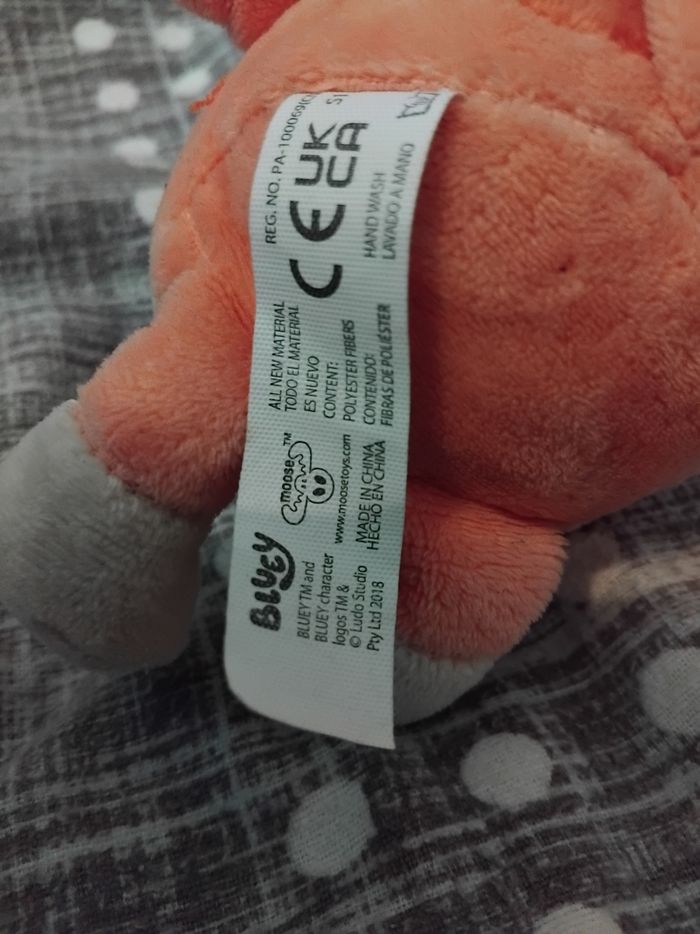 BLUEY
BLUEY TM and
BLUEY character
logos TM &
© Ludo Studio
Pty Ltd 2018
moose TM
www.moosetoys.com
MADE IN CHINA
HECHO EN CHINA
ALL NEW MATERIAL
TODO EL MATERIAL
ES NUEVO
CONTENT:
POLYESTER FIBERS
CONTENIDO:
FIBRAS DE POLIÉSTER
REG. NO. PA-100069
CE UK
CA
HAND WASH
LAVADO A MANO